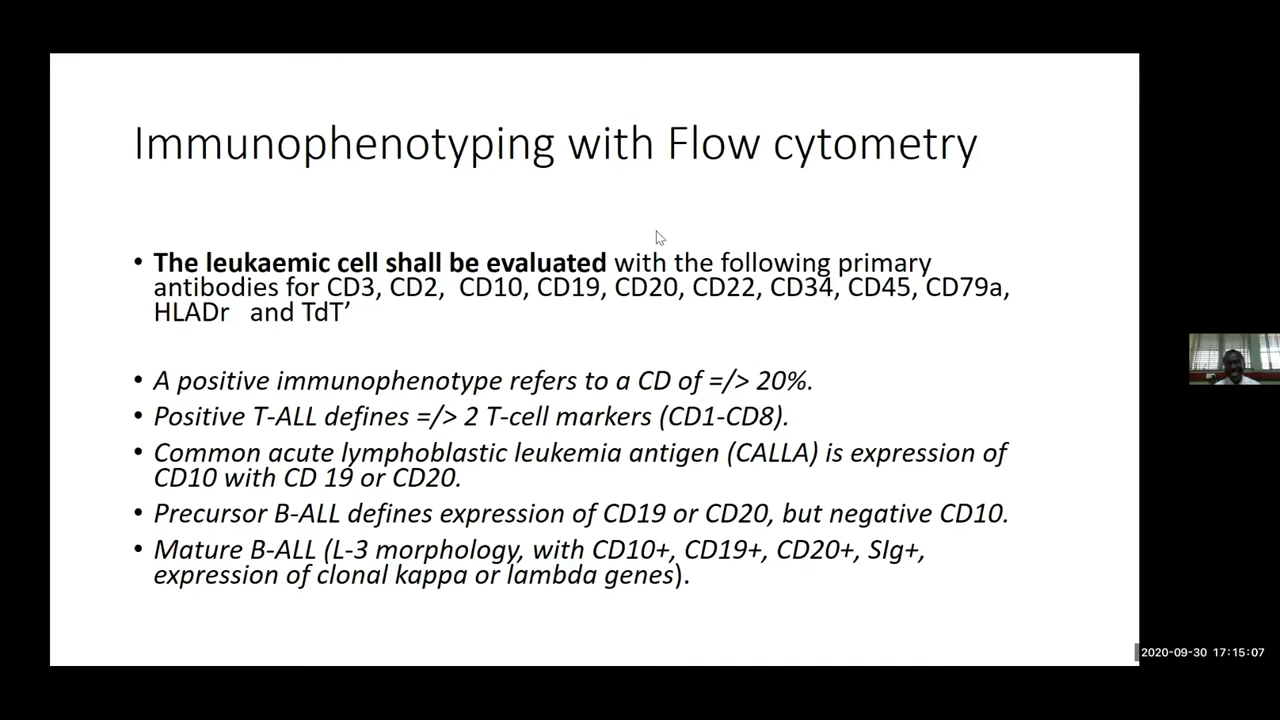 Immunophenotyping with Flow cytometry
• The leukaemic cell shall be evaluated with the following primary
antibodies for CD3, CD2, CD10, CD19, CD20, CD22, CD34, CD45, CD79a,
HLADr and TdT’
• A positive immunophenotype refers to a CD of =/> 20%.
• Positive T-ALL defines =/> 2 T-cell markers (CD1-CD8).
• Common acute lymphoblastic leukemia antigen (CALLA) is expression of
CD10 with CD 19 or CD20.
• Precursor B-ALL defines expression of CD19 or CD20, but negative CD10.
• Mature B-ALL (L-3 morphology, with CD10+, CD19+, CD20+, SIg+,
expression of clonal kappa or lambda genes).
2020-09-30 17:15:07